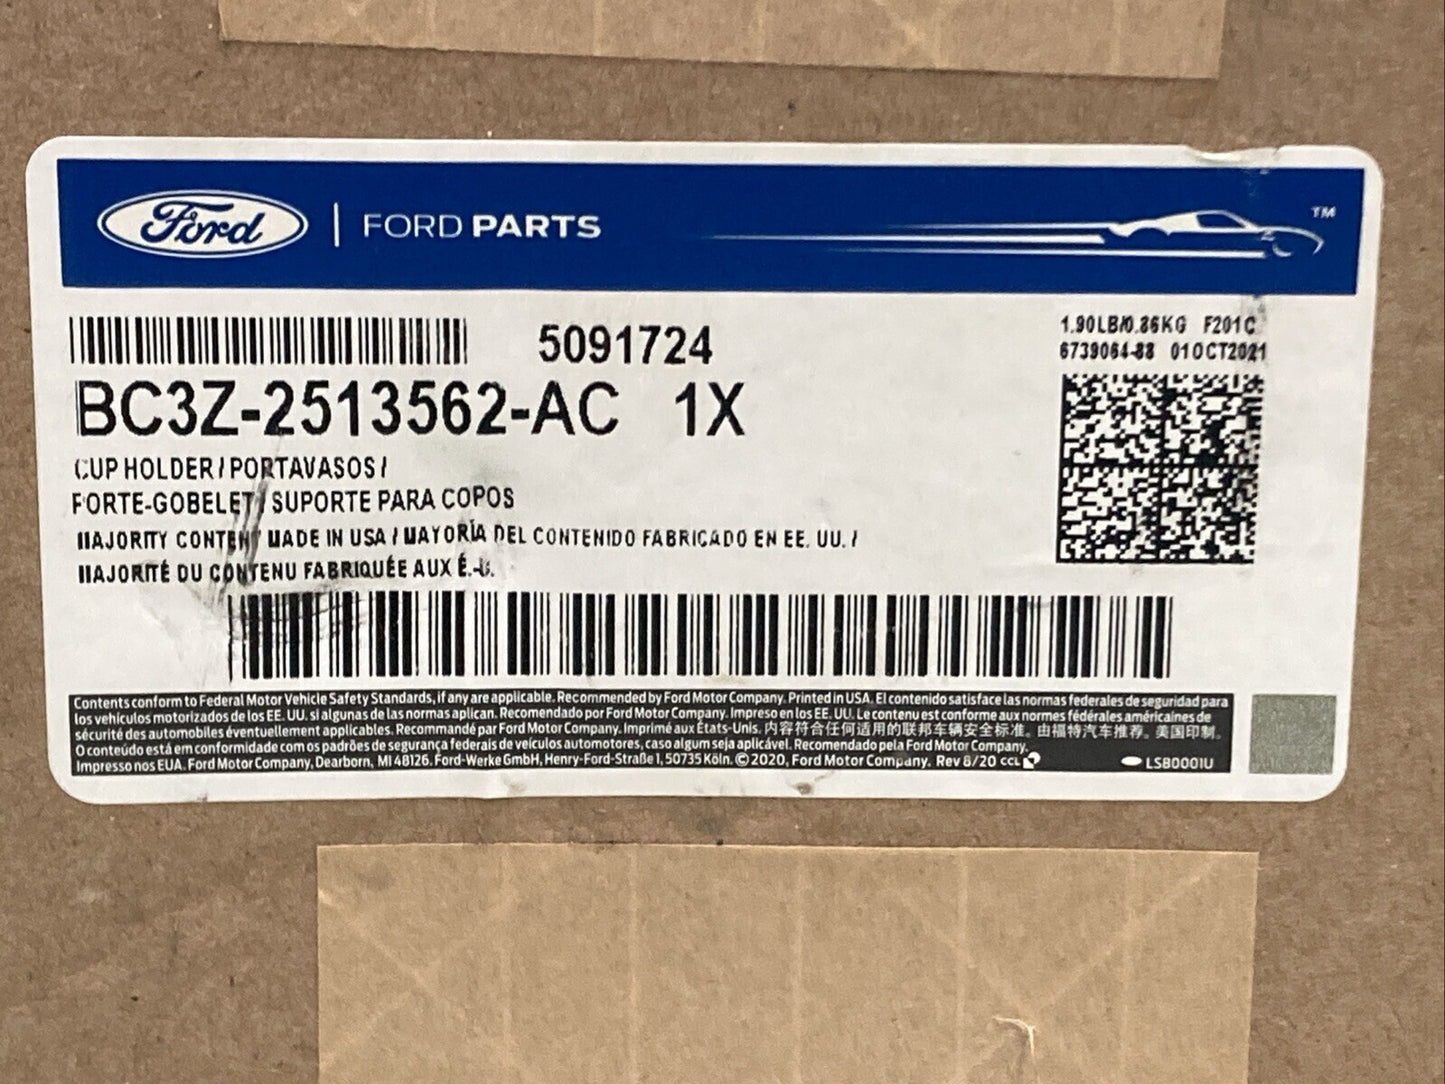 Ford | FORD PARTS TM
5091724
BC3Z-2513562-AC 1X
1.90LB/0.86KG F201C
6739064-88 01OCT2021
CUP HOLDER / PORTAVASOS /
PORTE-GOBELET / SUPORTE PARA COPOS
MAJORITY CONTENT MADE IN USA / MAYORÍA DEL CONTENIDO FABRICADO EN EE. UU. /
MAJORITÉ DU CONTENU FABRIQUÉE AUX É.-U.
Contents conform to Federal Motor Vehicle Safety Standards, if any are applicable. Recommended by Ford Motor Company. Printed in USA. El contenido satisface las normas federales de seguridad para
los vehículos motorizados de los EE. UU. si algunas de las normas aplican. Recomendado por Ford Motor Company. Impreso en los EE. UU. Le contenu est conforme aux normes fédérales américaines de
sécurité des automobiles éventuellement applicables. Recommandé par Ford Motor Company. Imprimé aux États-Unis. 内容符合任何适用的联邦车辆安全标准。由福特汽车推荐。美国印制。
O conteúdo está em conformidade com os padrões de segurança federais de veículos automotores, caso algum seja aplicável. Recomendado pela Ford Motor Company.
Impresso nos EUA. Ford Motor Company, Dearborn, MI 48126. Ford-Werke GmbH, Henry-Ford-Straße 1, 50735 Köln. © 2020, Ford Motor Company. Rev 8/20 CCL LSB0001U